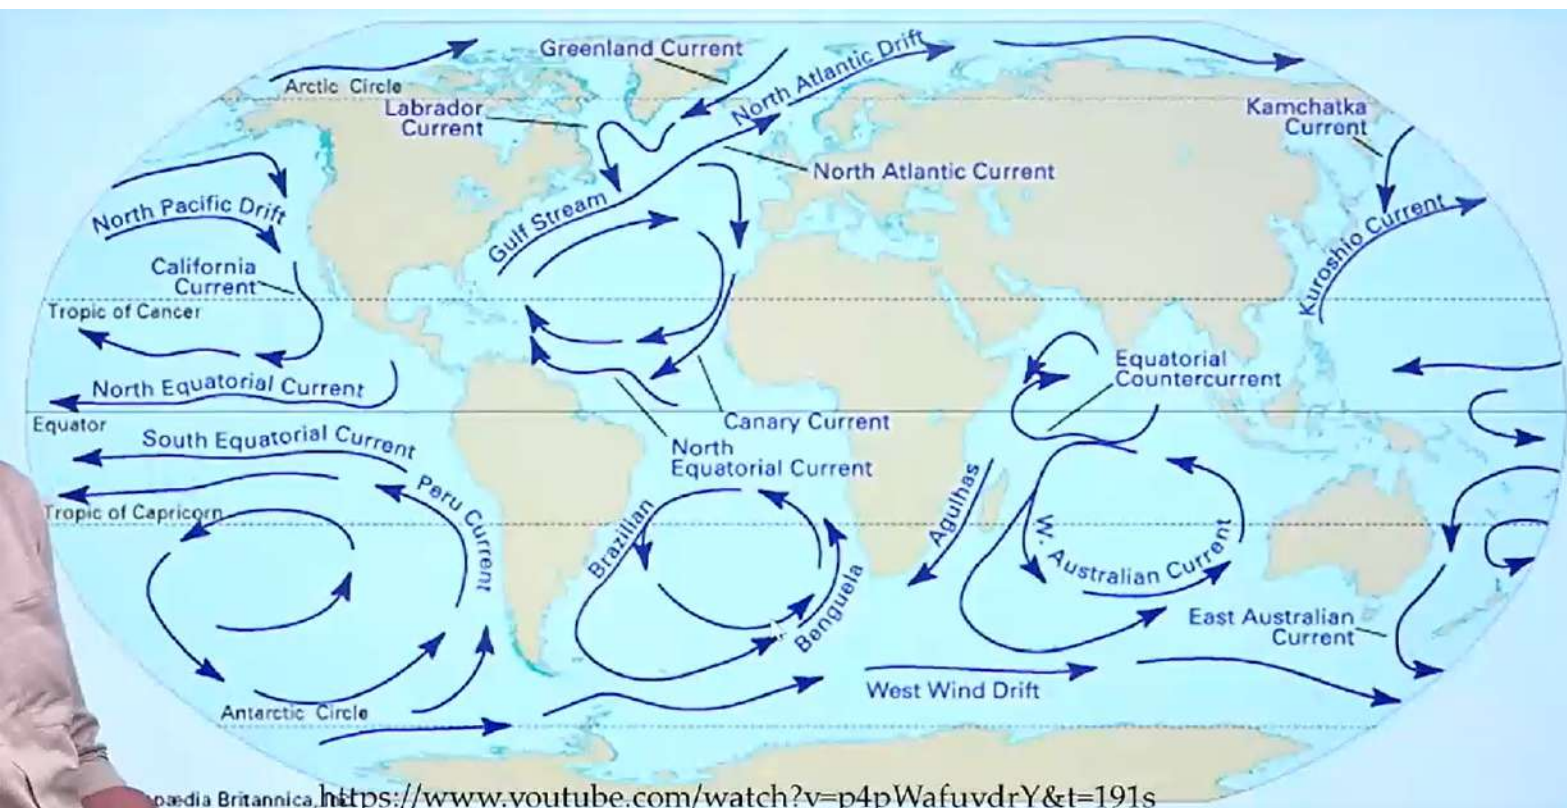 Greenland Current
North Atlantic Drift
Arctic Circle
Labrador
Current
Kamchatka
Current
North Atlantic Current
North Pacific Drift
Gulf Stream
Kuroshio Current
California
Current
Tropic of Cancer
Equatorial
Countercurrent
North Equatorial Current
Equator
Canary Current
South Equatorial Current
North
Equatorial Current
Peru Current
Tropic of Capricorn
Brazilian
Agulhas
W. Australian Current
Benguela
East Australian
Current
West Wind Drift
Antarctic Circle
pædia Britannica,
https://www.youtube.com/watch?v=p4pWafuvdrY&t=191s